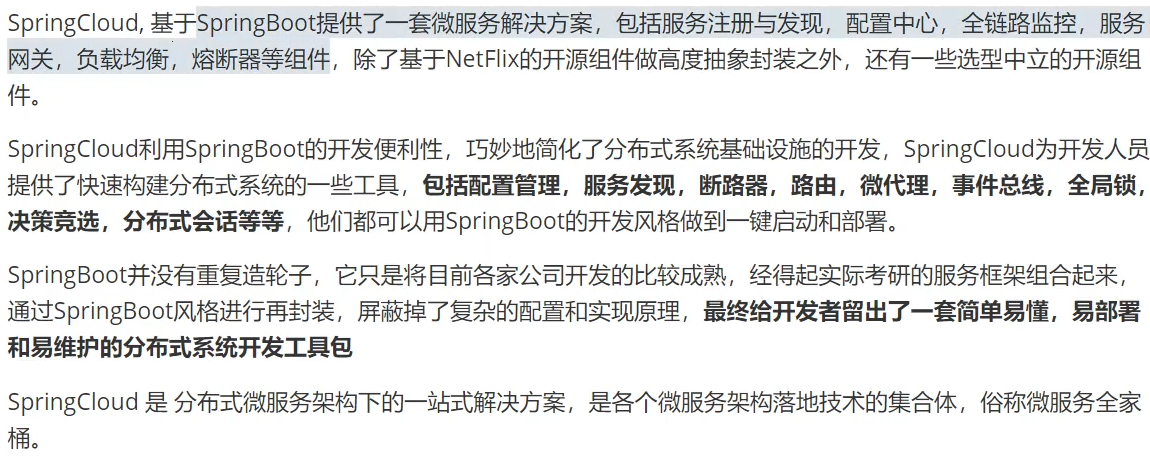 SpringCloud, 基于SpringBoot提供了一套微服务解决方案，包括服务注册与发现，配置中心，全链路监控，服务
网关，负载均衡，熔断器等组件，除了基于NetFlix的开源组件做高度抽象封装之外，还有一些选型中立的开源组
件。
SpringCloud利用SpringBoot的开发便利性，巧妙地简化了分布式系统基础设施的开发，SpringCloud为开发人员
提供了快速构建分布式系统的一些工具，包括配置管理，服务发现，断路器，路由，微代理，事件总线，全局锁，
决策竞选，分布式会话等等，他们都可以用SpringBoot的开发风格做到一键启动和部署。
SpringBoot并没有重复造轮子，它只是将目前各家公司开发的比较成熟，经得起实际考研的服务框架组合起来，
通过SpringBoot风格进行再封装，屏蔽掉了复杂的配置和实现原理，最终给开发者留出了一套简单易懂，易部署
和易维护的分布式系统开发工具包
SpringCloud 是 分布式微服务架构下的一站式解决方案，是各个微服务架构落地技术的集合体，俗称微服务全家
桶。